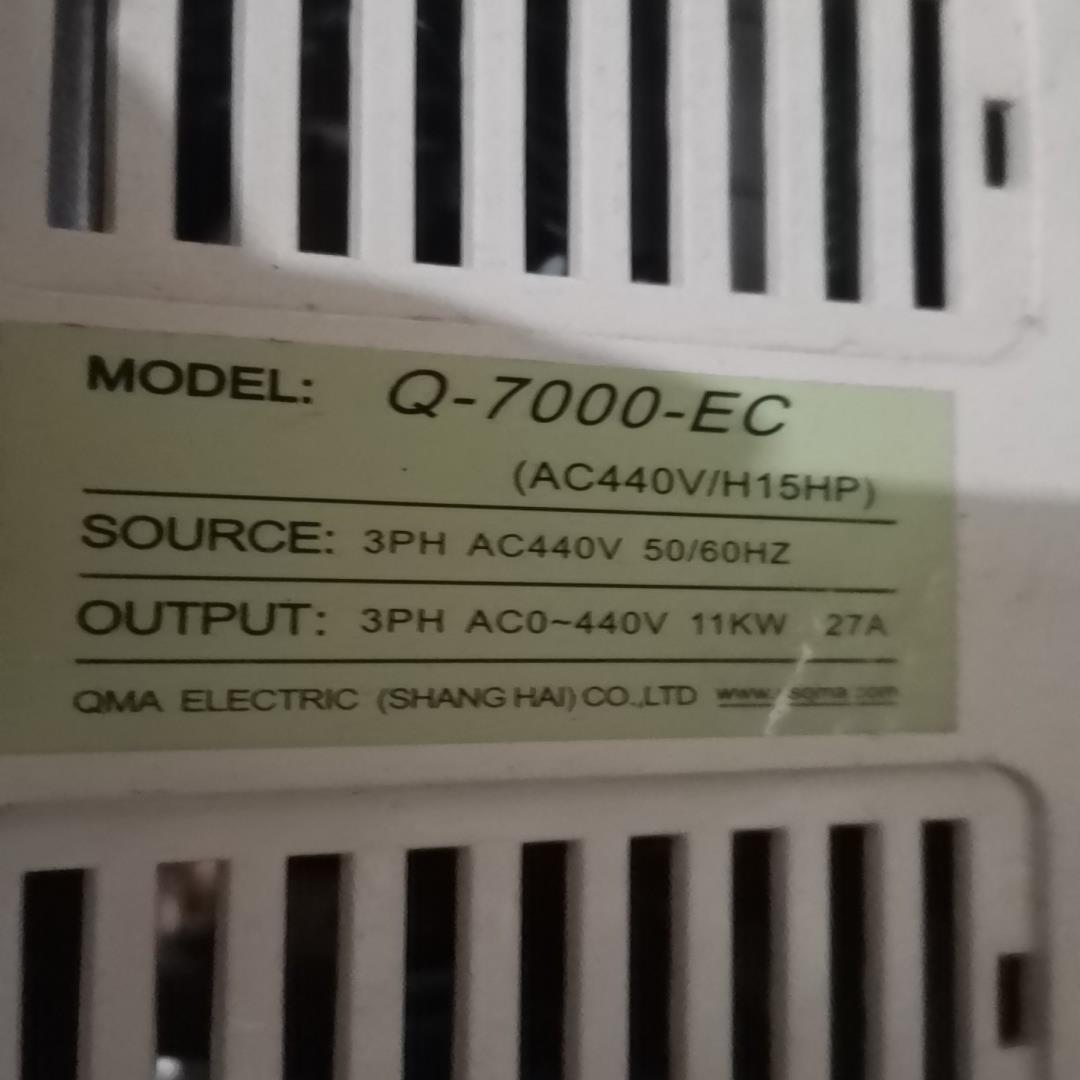 MODEL: Q-7000-EC
(AC440V/H15HP)
SOURCE: 3PH AC440V 50/60HZ
OUTPUT: 3PH AC0~440V 11KW 27A
QMA ELECTRIC (SHANG HAI) CO.,LTD